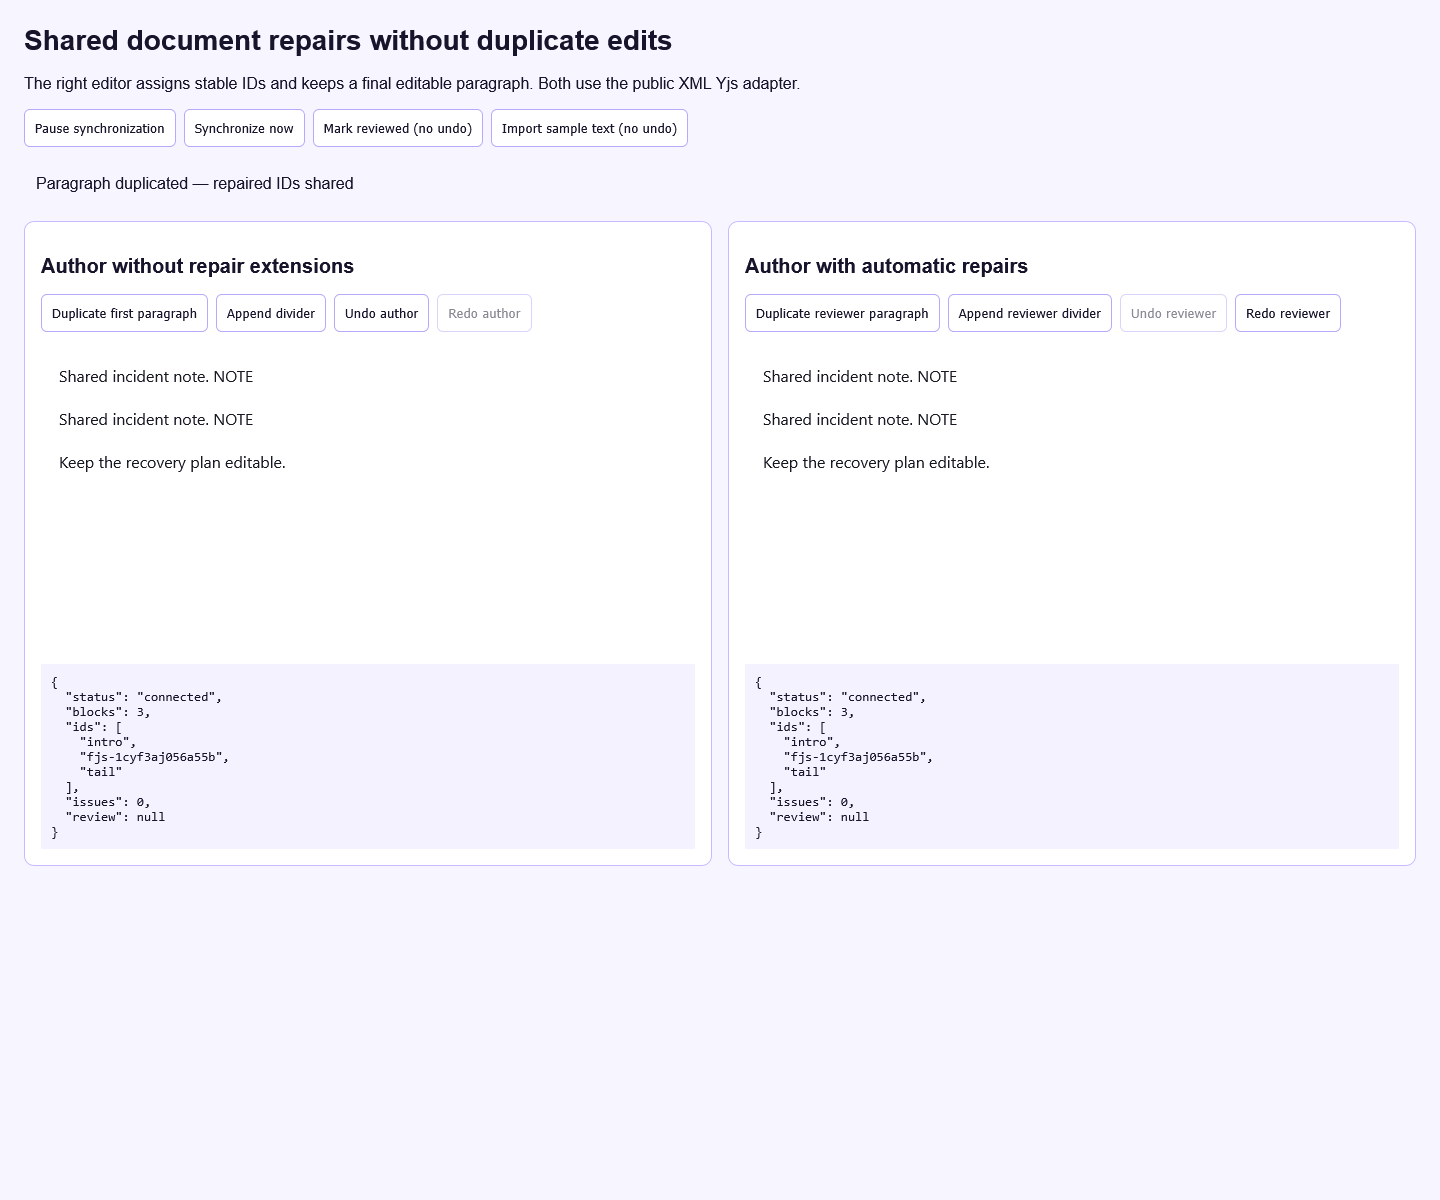 Shared document repairs without duplicate edits
The right editor assigns stable IDs and keeps a final editable paragraph. Both use the public XML Yjs adapter.
Pause synchronization
Synchronize now
Mark reviewed (no undo)
Import sample text (no undo)
Paragraph duplicated — repaired IDs shared
Author without repair extensions
Duplicate first paragraph
Append divider
Undo author
Redo author
Shared incident note. NOTE
Shared incident note. NOTE
Keep the recovery plan editable.
{
  "status": "connected",
  "blocks": 3,
  "ids": [
    "intro",
    "fjs-1cyf3aj056a55b",
    "tail"
  ],
  "issues": 0,
  "review": null
}
Author with automatic repairs
Duplicate reviewer paragraph
Append reviewer divider
Undo reviewer
Redo reviewer
Shared incident note. NOTE
Shared incident note. NOTE
Keep the recovery plan editable.
{
  "status": "connected",
  "blocks": 3,
  "ids": [
    "intro",
    "fjs-1cyf3aj056a55b",
    "tail"
  ],
  "issues": 0,
  "review": null
}